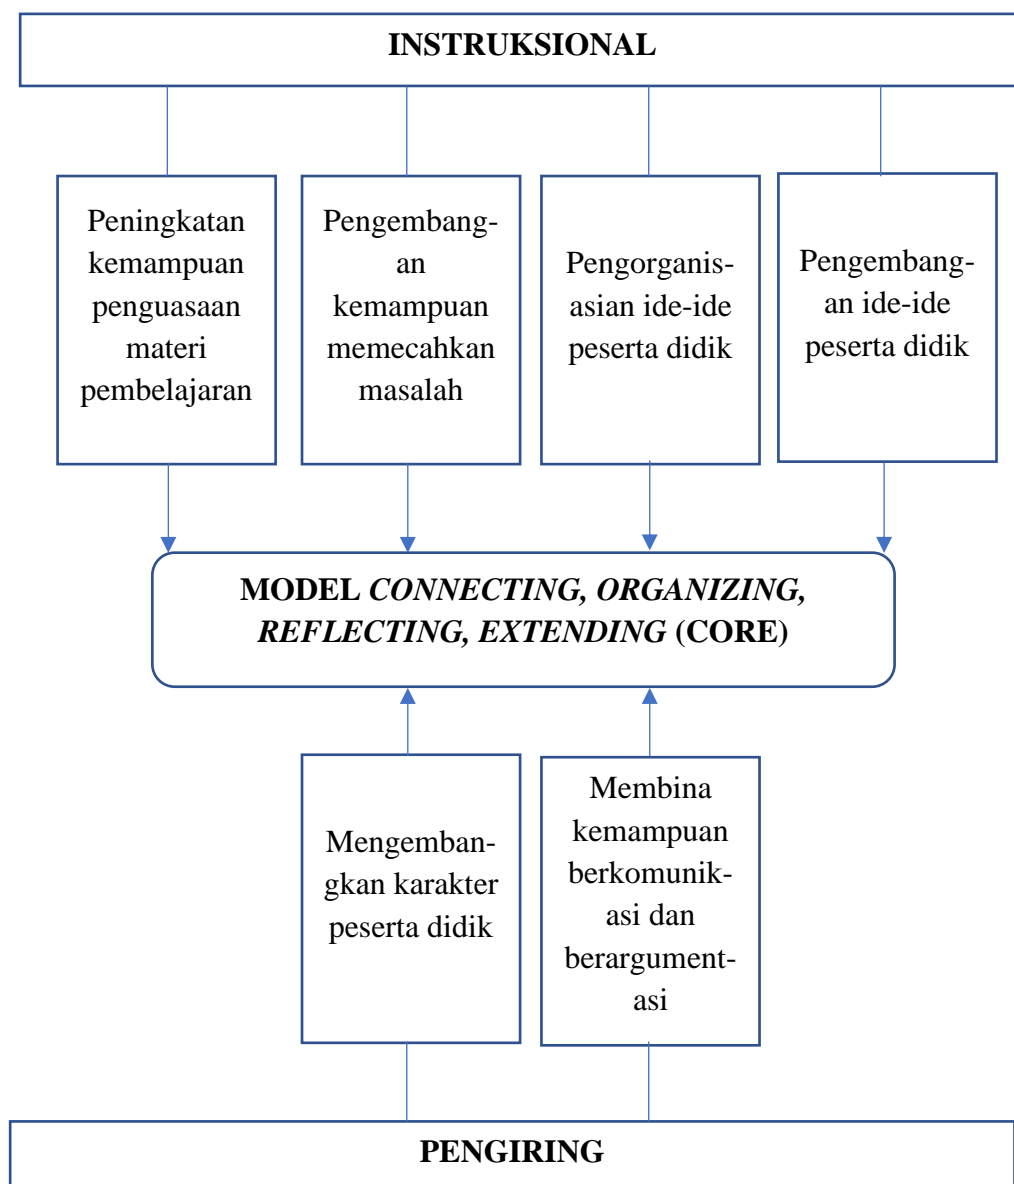 INSTRUKSIONAL
Peningkatan
kemampuan
penguasaan
materi
pembelajaran
Pengembang-
an
kemampuan
memecahkan
masalah
Pengorganis-
asian ide-ide
peserta didik
Pengembang-
an ide-ide
peserta didik
MODEL CONNECTING, ORGANIZING,
REFLECTING, EXTENDING (CORE)
Mengemban-
gkan karakter
peserta didik
Membina
kemampuan
berkomunik-
asi dan
berargument-
asi
PENGIRING